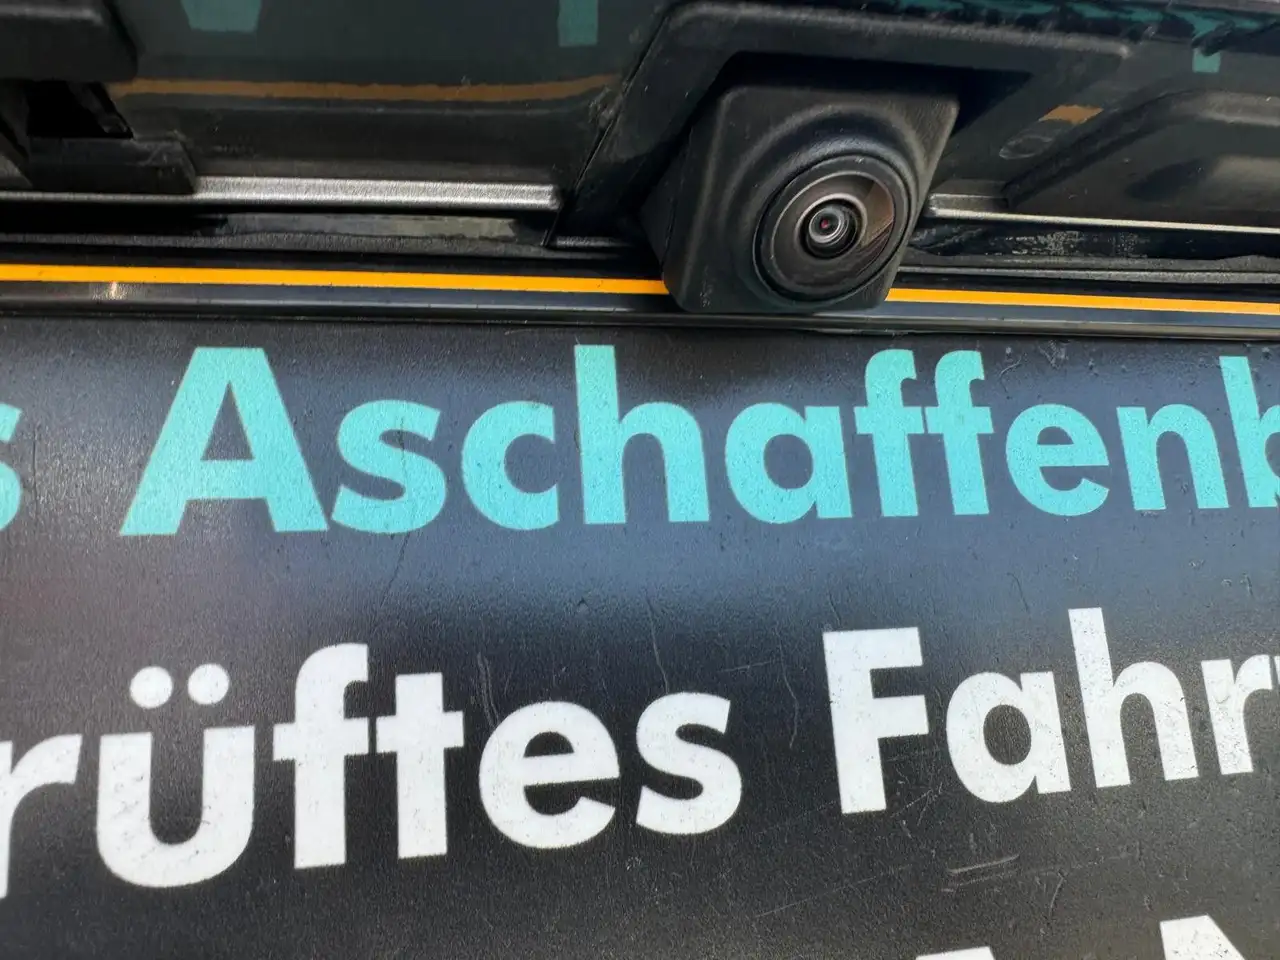 s Aschaffenb
rüftes Fahr